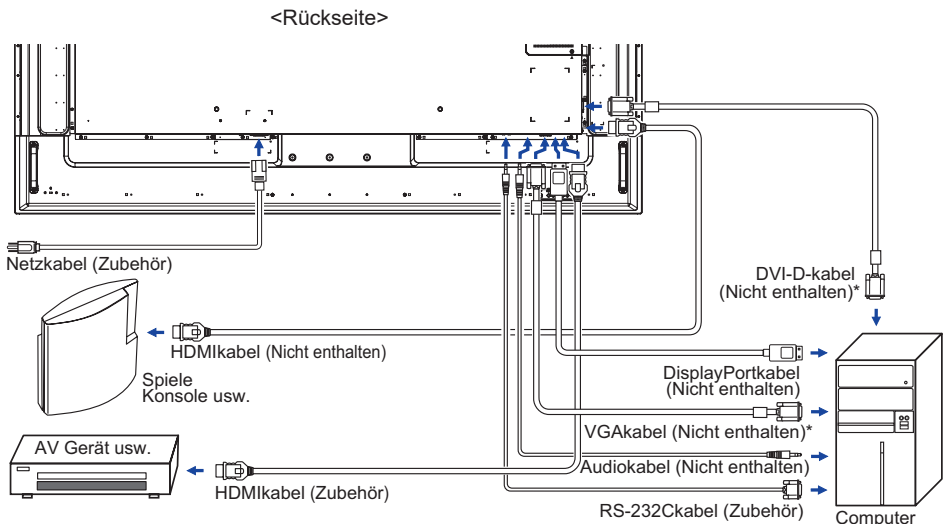 <Rückseite>
Netzkabel (Zubehör)
DVI-D-kabel
(Nicht enthalten)*
HDMIkabel (Nicht enthalten)
Spiele
Konsole usw.
DisplayPortkabel
(Nicht enthalten)
VGAkabel (Nicht enthalten)*
AV Gerät usw.
Audiokabel (Nicht enthalten)
HDMIkabel (Zubehör)
RS-232Ckabel (Zubehör)
Computer